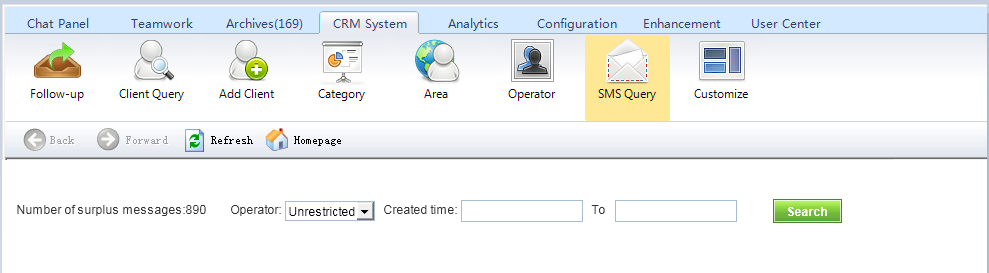 Chat Panel Teamwork Archives(169) CRM System Analytics Configuration Enhancement User Center
Follow-up Client Query Add Client Category Area Operator SMS Query Customize
Back Forward Refresh Homepage
Number of surplus messages:890 Operator: Unrestricted Created time: To Search